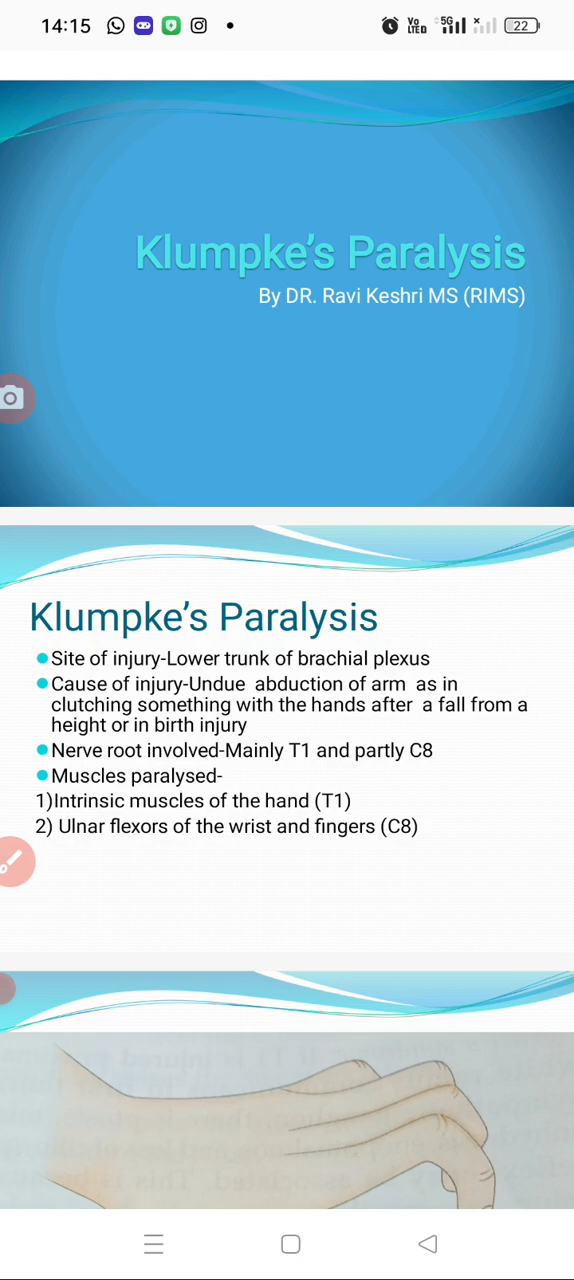 14:15
Vo
LTE
5G
22
Klumpke’s Paralysis
By DR. Ravi Keshri MS (RIMS)
Klumpke’s Paralysis
Site of injury-Lower trunk of brachial plexus
Cause of injury-Undue abduction of arm as in
clutching something with the hands after a fall from a
height or in birth injury
Nerve root involved-Mainly T1 and partly C8
Muscles paralysed-
1)Intrinsic muscles of the hand (T1)
2) Ulnar flexors of the wrist and fingers (C8)